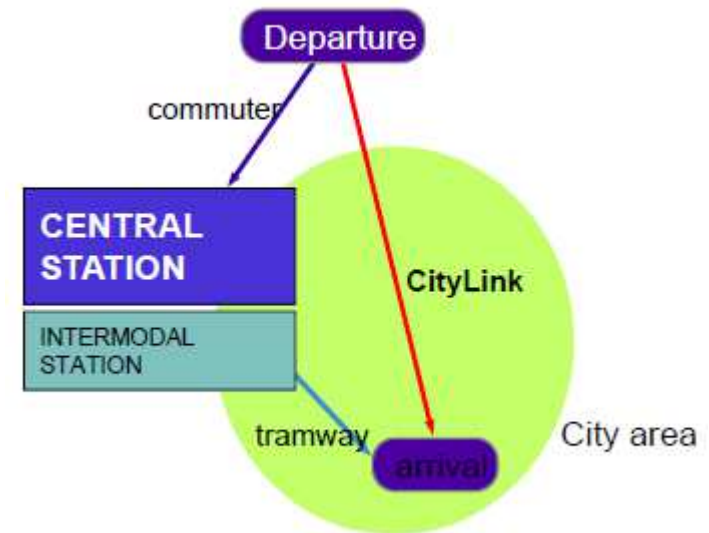 Departure
commuter
CENTRAL
STATION
CityLink
INTERMODAL
STATION
tramway
City area
arrival